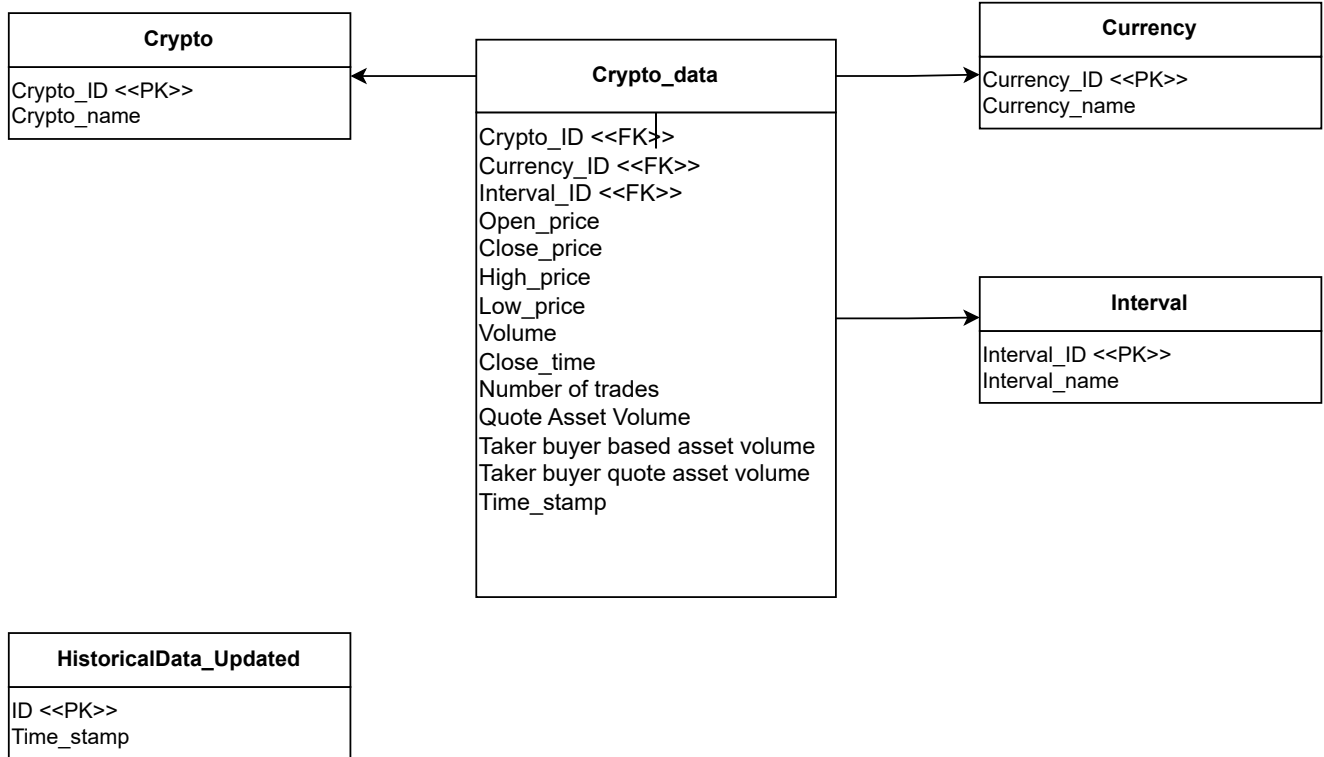 Crypto
Crypto_ID <<PK>>
Crypto_name
Crypto_data
Crypto_ID <<FK>>
Currency_ID <<FK>>
Interval_ID <<FK>>
Open_price
Close_price
High_price
Low_price
Volume
Close_time
Number of trades
Quote Asset Volume
Taker buyer based asset volume
Taker buyer quote asset volume
Time_stamp
Currency
Currency_ID <<PK>>
Currency_name
Interval
Interval_ID <<PK>>
Interval_name
HistoricalData_Updated
ID <<PK>>
Time_stamp